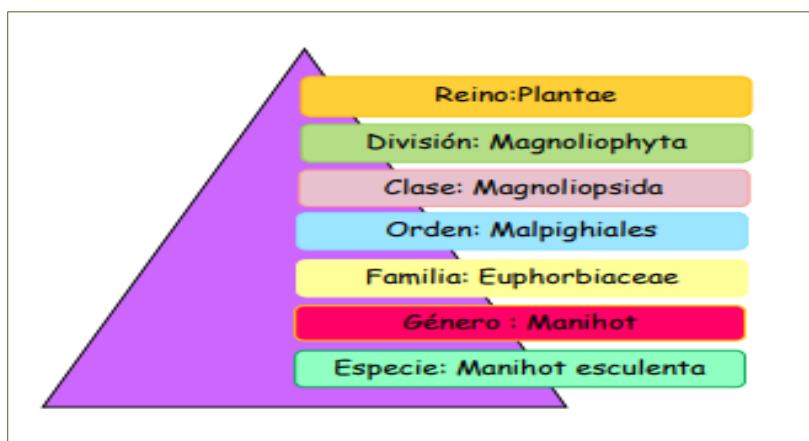 Reino:Plantae
División: Magnoliophyta
Clase: Magnoliopsida
Orden: Malpighiales
Familia: Euphorbiaceae
Género : Manihot
Especie: Manihot esculenta